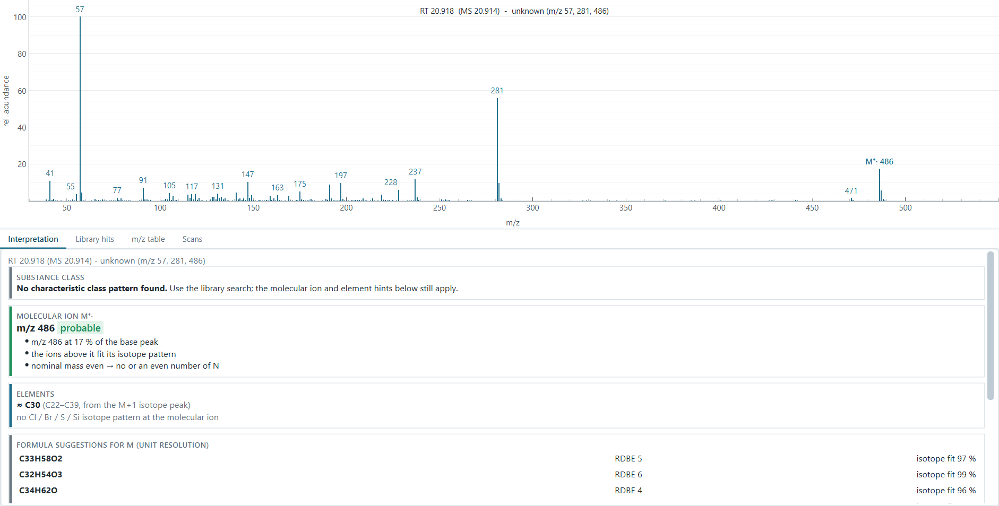 RT 20.918 (MS 20.914) - unknown (m/z 57, 281, 486)
rel. abundance
100
80
60
40
20
57
41
55
77
91
105
117
131
147
163
175
197
228
237
281
471
M⁺· 486
50
100
150
200
250
300
350
400
450
500
m/z
Interpretation
Library hits
m/z table
Scans
RT 20.918 (MS 20.914) - unknown (m/z 57, 281, 486)
SUBSTANCE CLASS
No characteristic class pattern found. Use the library search; the molecular ion and element hints below still apply.
MOLECULAR ION M⁺·
m/z 486 probable
• m/z 486 at 17 % of the base peak
• the ions above it fit its isotope pattern
• nominal mass even → no or an even number of N
ELEMENTS
≈ C30 (C22–C39, from the M+1 isotope peak)
no Cl / Br / S / Si isotope pattern at the molecular ion
FORMULA SUGGESTIONS FOR M (UNIT RESOLUTION)
C33H58O2 RDBE 5 isotope fit 97 %
C32H54O3 RDBE 6 isotope fit 99 %
C34H62O RDBE 4 isotope fit 96 %